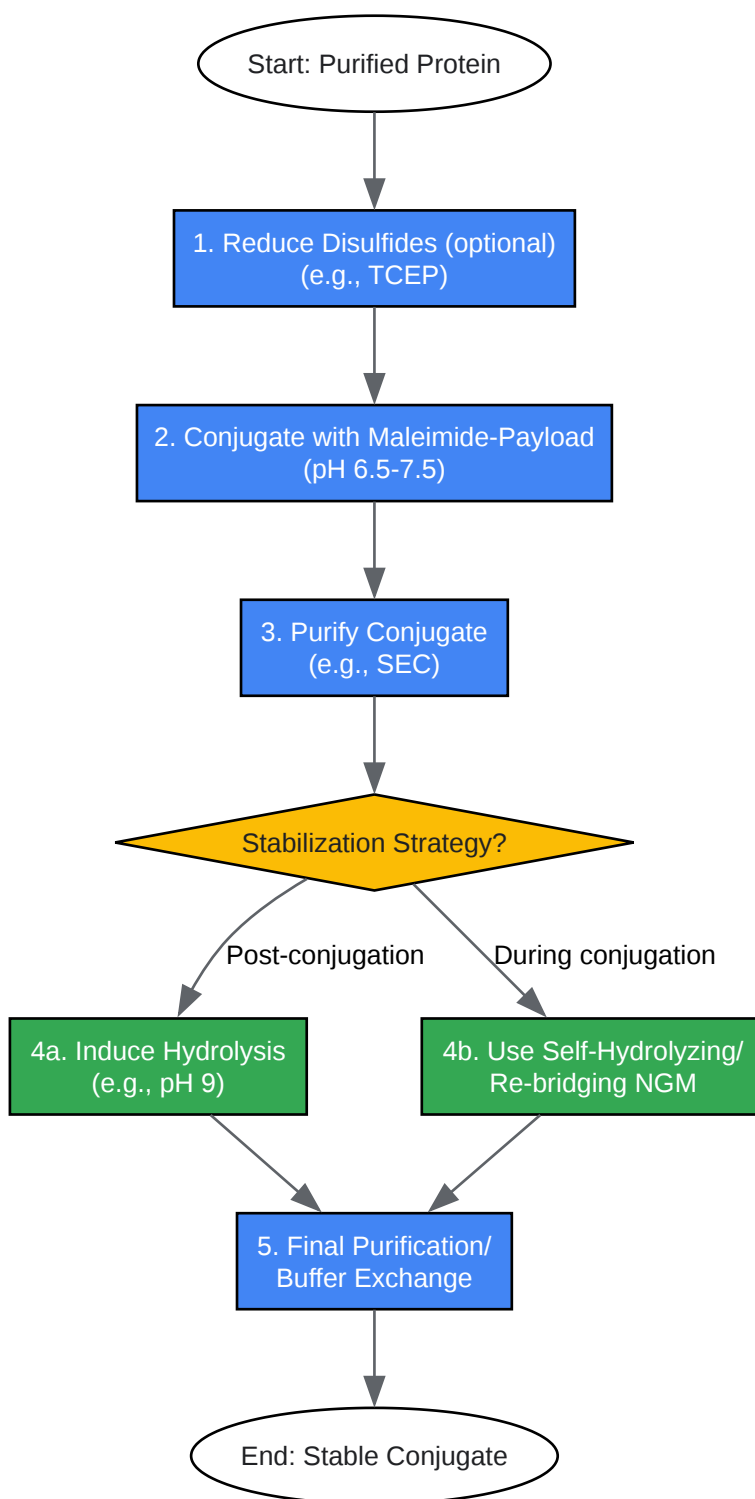 Start: Purified Protein
1. Reduce Disulfides (optional)
(e.g., TCEP)
2. Conjugate with Maleimide-Payload
(pH 6.5-7.5)
3. Purify Conjugate
(e.g., SEC)
Stabilization Strategy?
Post-conjugation
During conjugation
4a. Induce Hydrolysis
(e.g., pH 9)
4b. Use Self-Hydrolyzing/
Re-bridging NGM
5. Final Purification/
Buffer Exchange
End: Stable Conjugate